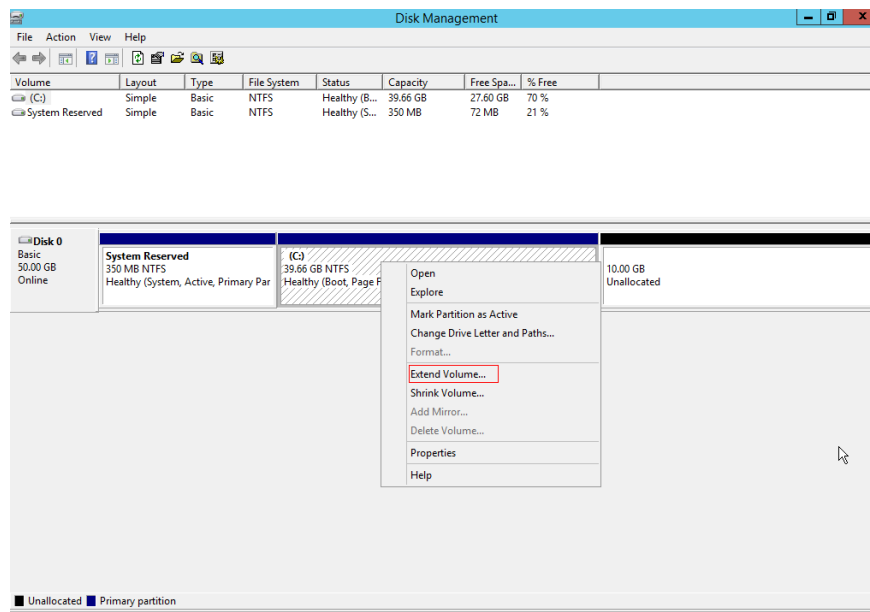 Disk Management
File Action View Help
Volume Layout Type File System Status Capacity Free Spa... % Free
(C:) Simple Basic NTFS Healthy (B... 39.66 GB 27.60 GB 70 %
System Reserved Simple Basic NTFS Healthy (S... 350 MB 72 MB 21 %
Disk 0
Basic
50.00 GB
Online
System Reserved
350 MB NTFS
Healthy (System, Active, Primary Par
(C:)
39.66 GB NTFS
Healthy (Boot, Page F
10.00 GB
Unallocated
Open
Explore
Mark Partition as Active
Change Drive Letter and Paths...
Format...
Extend Volume...
Shrink Volume...
Add Mirror...
Delete Volume...
Properties
Help
Unallocated Primary partition